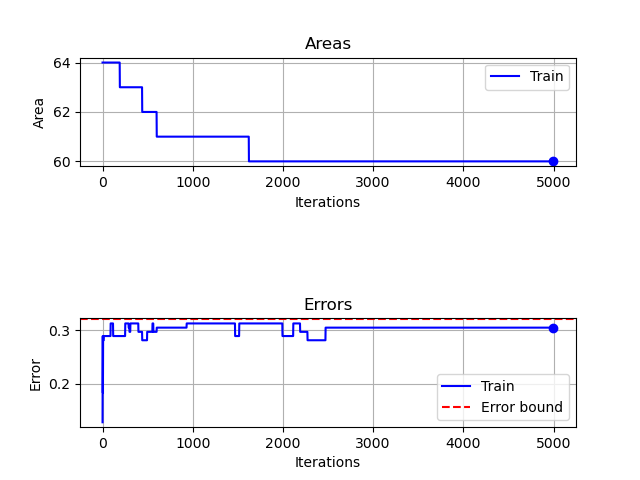 Areas
64
62
60
Area
Train
0
1000
2000
3000
4000
5000
Iterations
Errors
0.3
0.2
Error
Train
Error bound
0
1000
2000
3000
4000
5000
Iterations